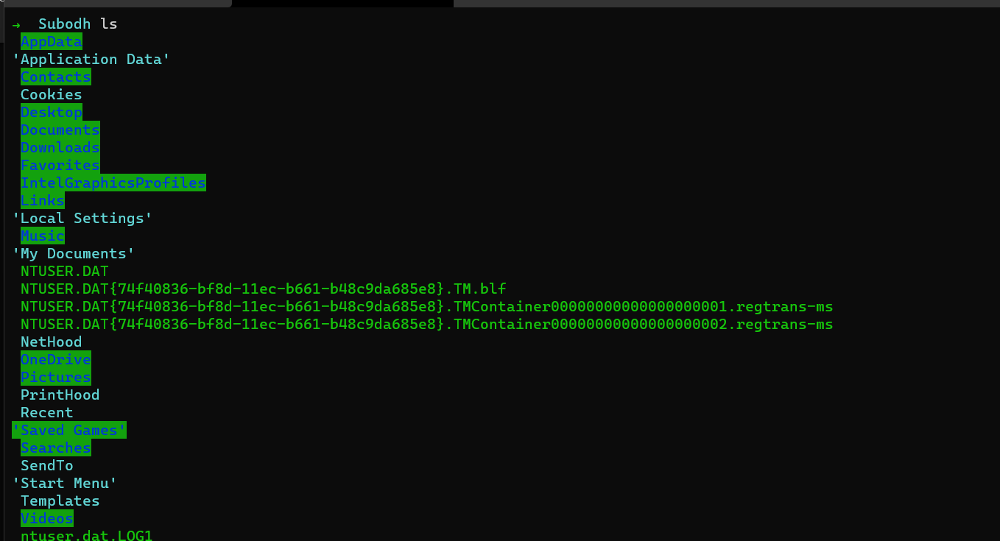 → Subodh ls
AppData
'Application Data'
Contacts
Cookies
Desktop
Documents
Downloads
Favorites
IntelGraphicsProfiles
Links
'Local Settings'
Music
'My Documents'
NTUSER.DAT
NTUSER.DAT{74f40836-bf8d-11ec-b661-b48c9da685e8}.TM.blf
NTUSER.DAT{74f40836-bf8d-11ec-b661-b48c9da685e8}.TMContainer00000000000000000001.regtrans-ms
NTUSER.DAT{74f40836-bf8d-11ec-b661-b48c9da685e8}.TMContainer00000000000000000002.regtrans-ms
NetHood
OneDrive
Pictures
PrintHood
Recent
'Saved Games'
Searches
SendTo
'Start Menu'
Templates
Videos
ntuser.dat.LOG1